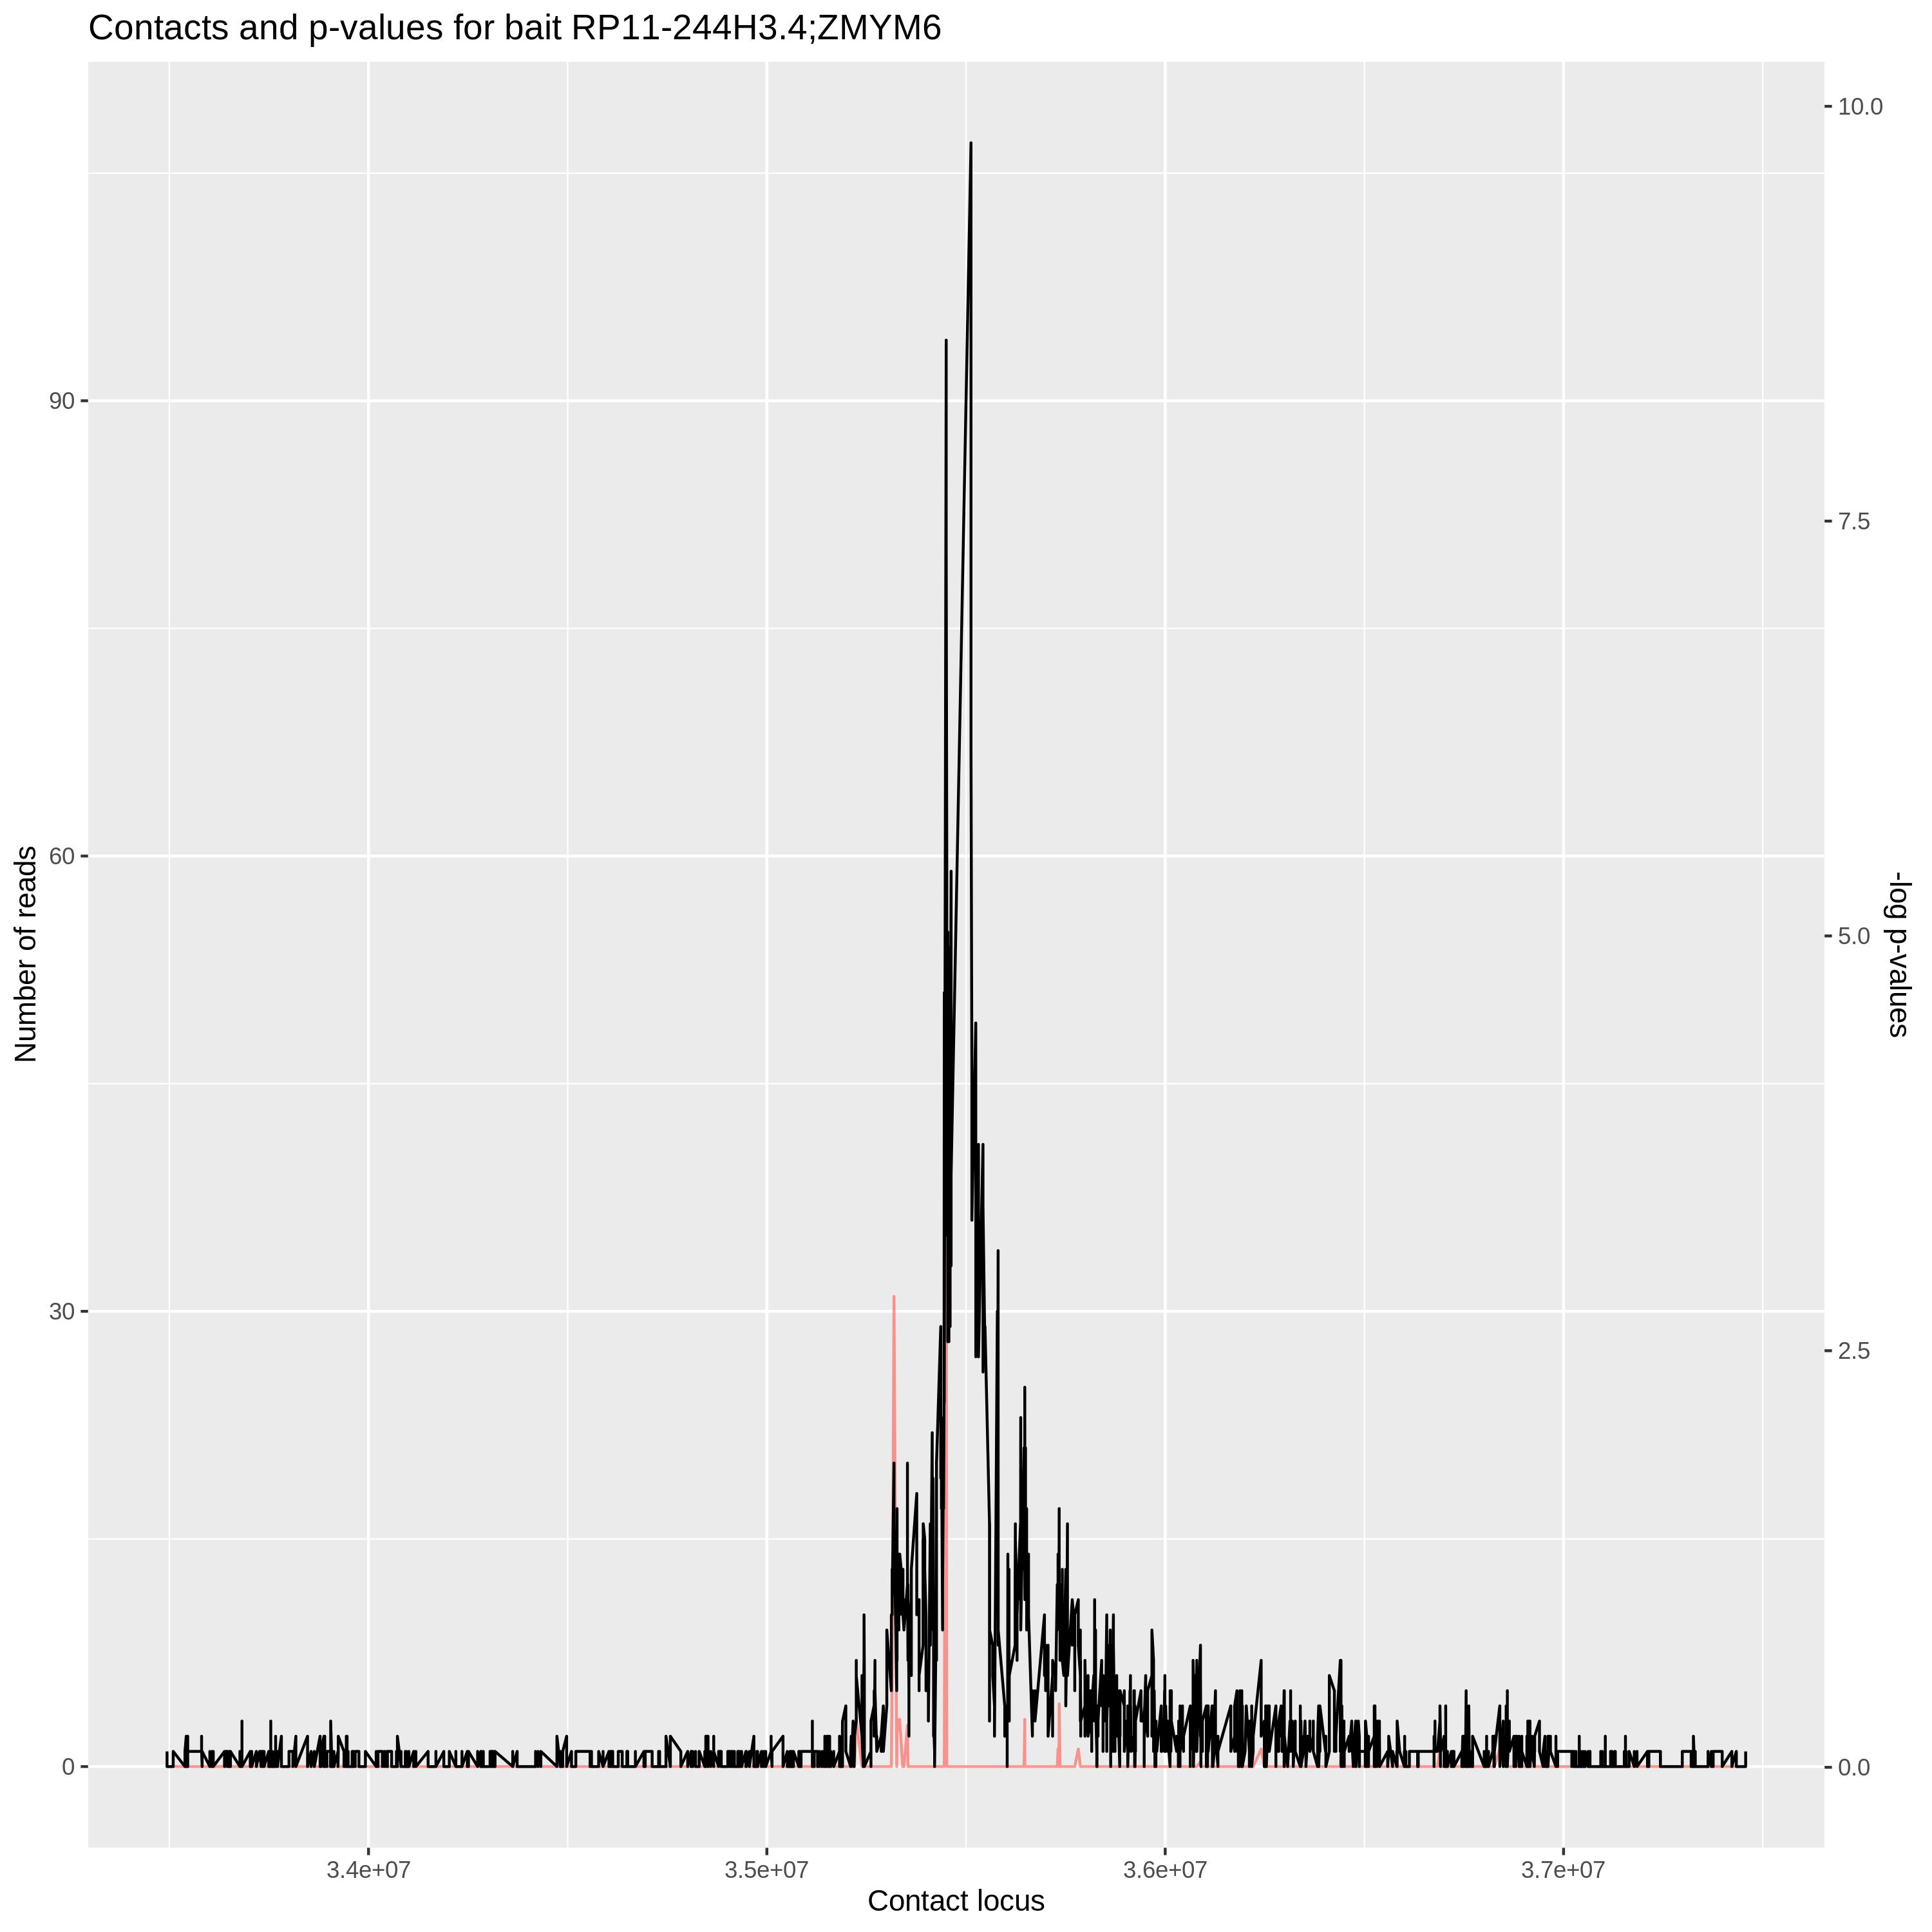 Contacts and p-values for bait RP11-244H3.4;ZMYM6
Number of reads
90
60
30
0
10.0
7.5
5.0
2.5
0.0
-log p-values
3.4e+07 3.5e+07 3.6e+07 3.7e+07
Contact locus